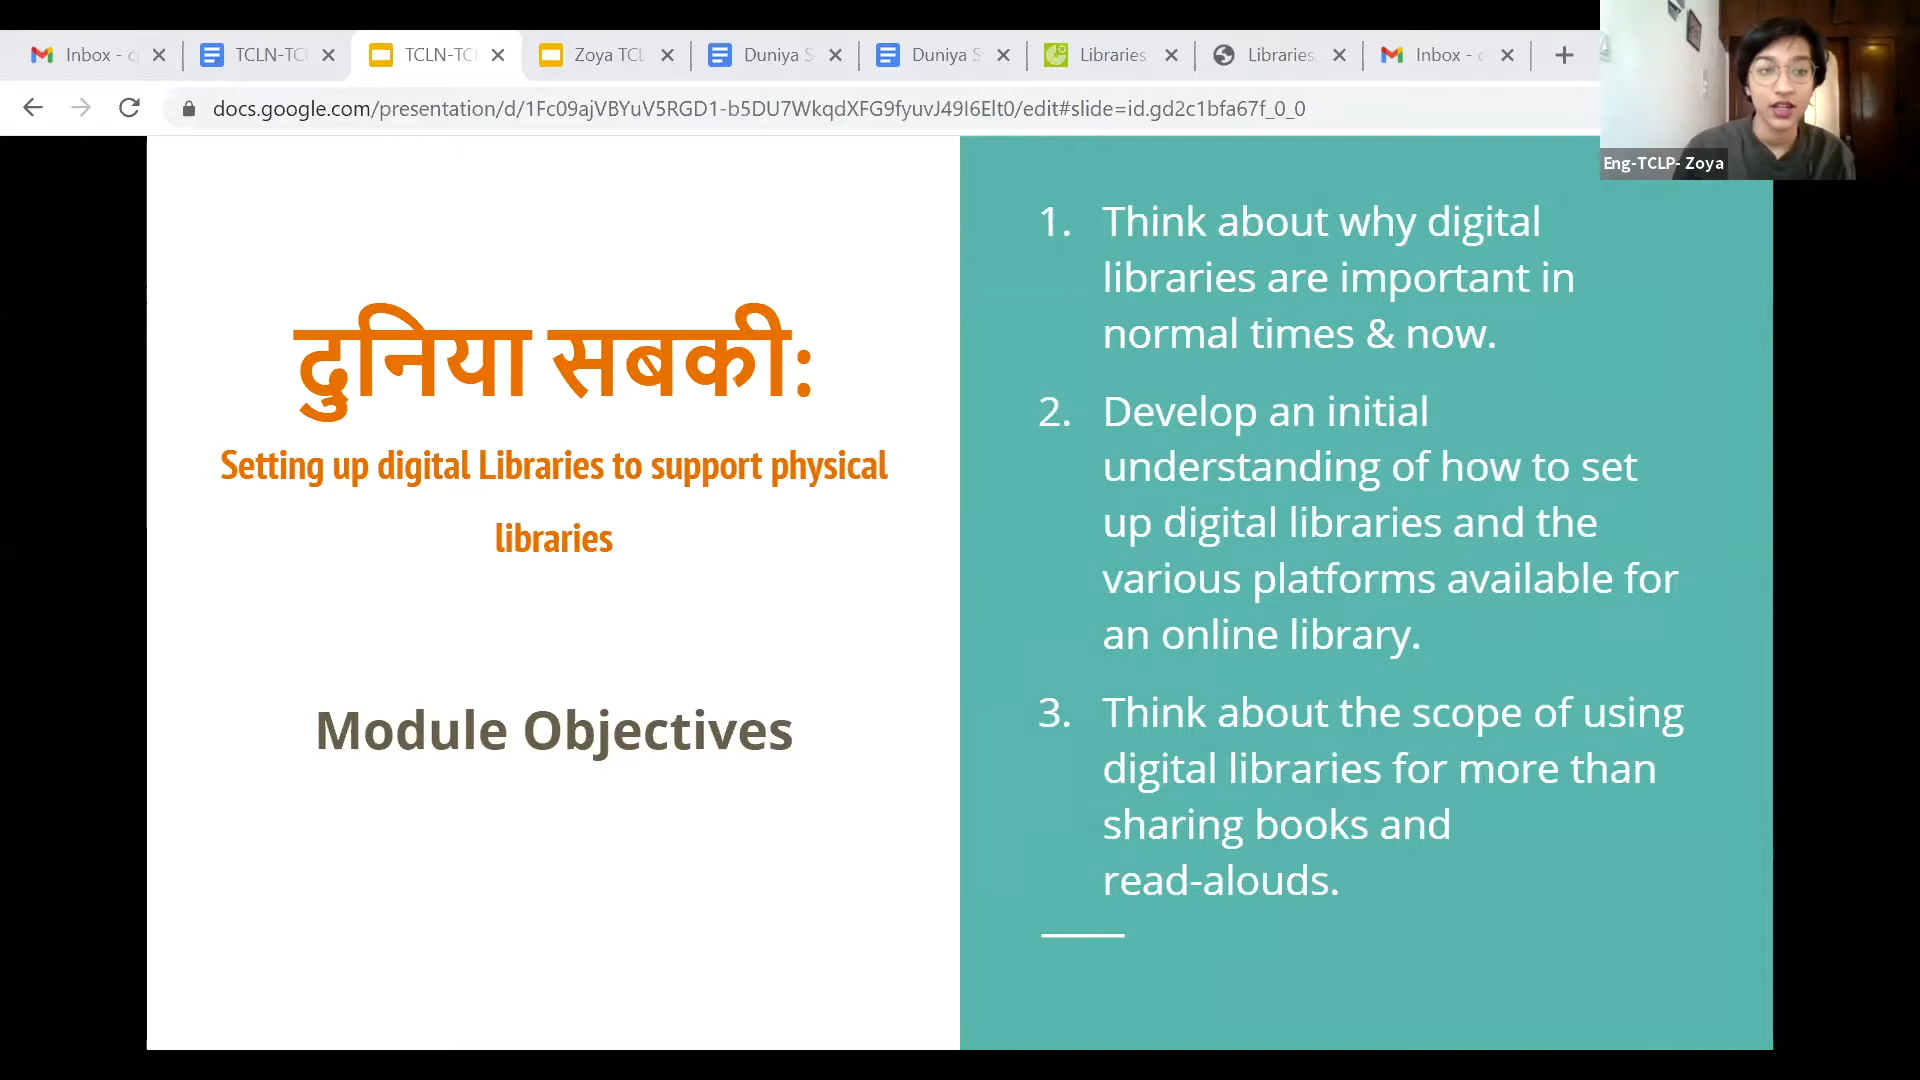 Inbox - c
TCLN-TC
TCLN-TC
Zoya TCL
Duniya S
Duniya S
Libraries
Libraries
Inbox - c
docs.google.com/presentation/d/1Fc09ajVBYuV5RGD1-b5DU7WkqdXFG9fyuvJ49I6Elt0/edit#slide=id.gd2c1bfa67f_0_0
Eng-TCLP- Zoya
दुनिया सबकी:
Setting up digital Libraries to support physical
libraries
Module Objectives
1. Think about why digital
libraries are important in
normal times & now.
2. Develop an initial
understanding of how to set
up digital libraries and the
various platforms available for
an online library.
3. Think about the scope of using
digital libraries for more than
sharing books and
read-alouds.